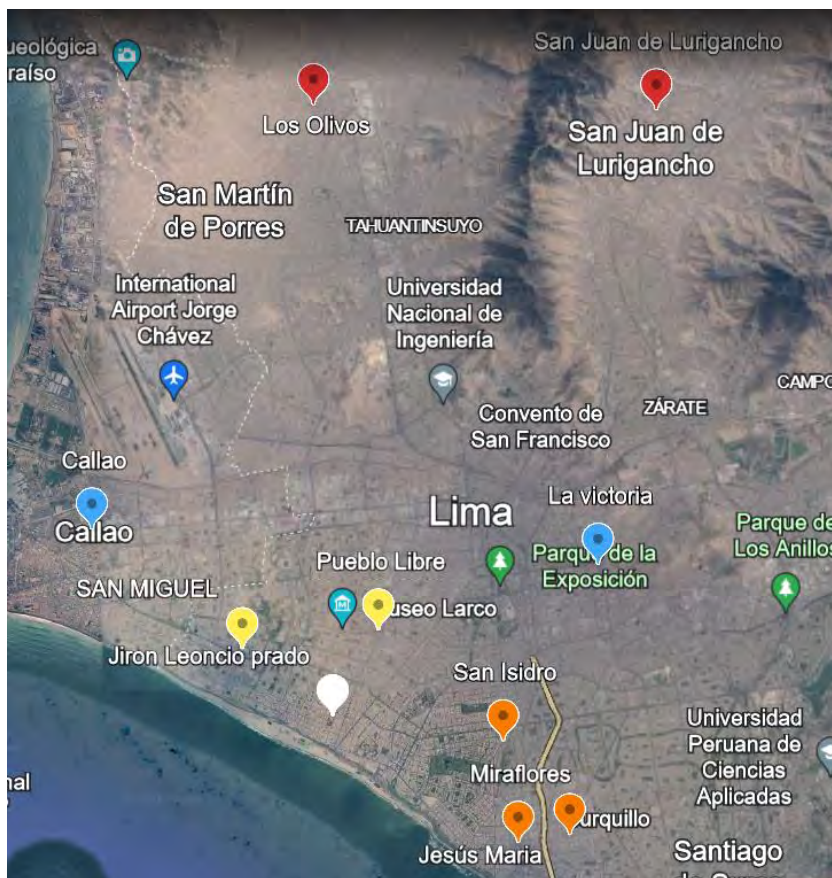 San Juan de Lurigancho
ueológica
raíso
Los Olivos
San Juan de
Lurigancho
San Martín
de Porres
TAHUANTINSUYO
International
Airport Jorge
Chávez
Universidad
Nacional de
Ingeniería
CAMPO
ZÁRATE
Convento de
San Francisco
Callao
Callao
La victoria
Lima
Parque de
Los Anillos
Parque de la
Exposición
Pueblo Libre
SAN MIGUEL
useo Larco
Jiron Leoncio prado
San Isidro
Universidad
Peruana de
Ciencias
Aplicadas
Miraflores
nal
urquillo
Jesús Maria
Santiago